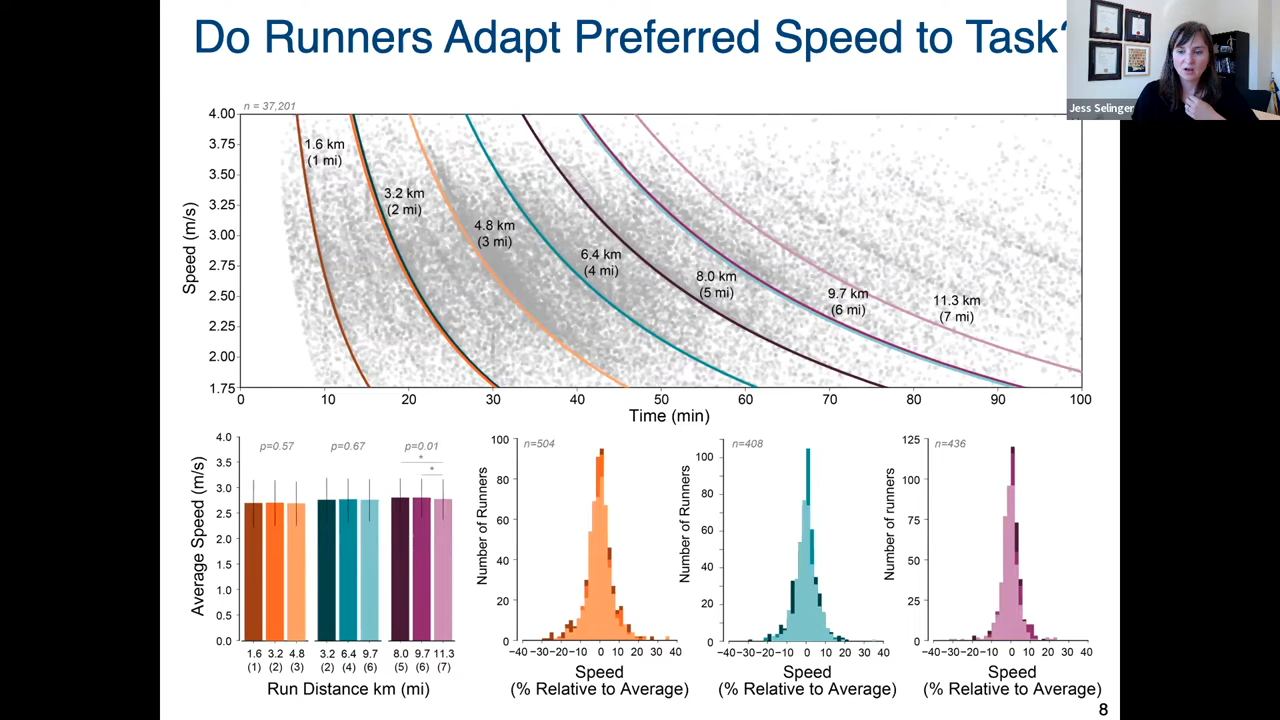 Do Runners Adapt Preferred Speed to Task?
Jess Selinger
n = 37,201
4.00
3.75
3.50
3.25
3.00
2.75
2.50
2.25
2.00
1.75
Speed (m/s)
1.6 km
(1 mi)
3.2 km
(2 mi)
4.8 km
(3 mi)
6.4 km
(4 mi)
8.0 km
(5 mi)
9.7 km
(6 mi)
11.3 km
(7 mi)
0 10 20 30 40 50 60 70 80 90 100
Time (min)
4.0
3.5
3.0
2.5
2.0
1.5
1.0
0.5
0.0
Average Speed (m/s)
p=0.57 p=0.67 p=0.01
*
*
1.6 3.2 4.8 3.2 6.4 9.7 8.0 9.7 11.3
(1) (2) (3) (2) (4) (6) (5) (6) (7)
Run Distance km (mi)
n=504
100
80
60
40
20
0
Number of Runners
−40−30−20−10 0 10 20 30 40
Speed
(% Relative to Average)
n=408
100
80
60
40
20
0
Number of Runners
−40−30−20−10 0 10 20 30 40
Speed
(% Relative to Average)
n=436
125
100
75
50
25
0
Number of runners
−40−30−20−10 0 10 20 30 40
Speed
(% Relative to Average)
8